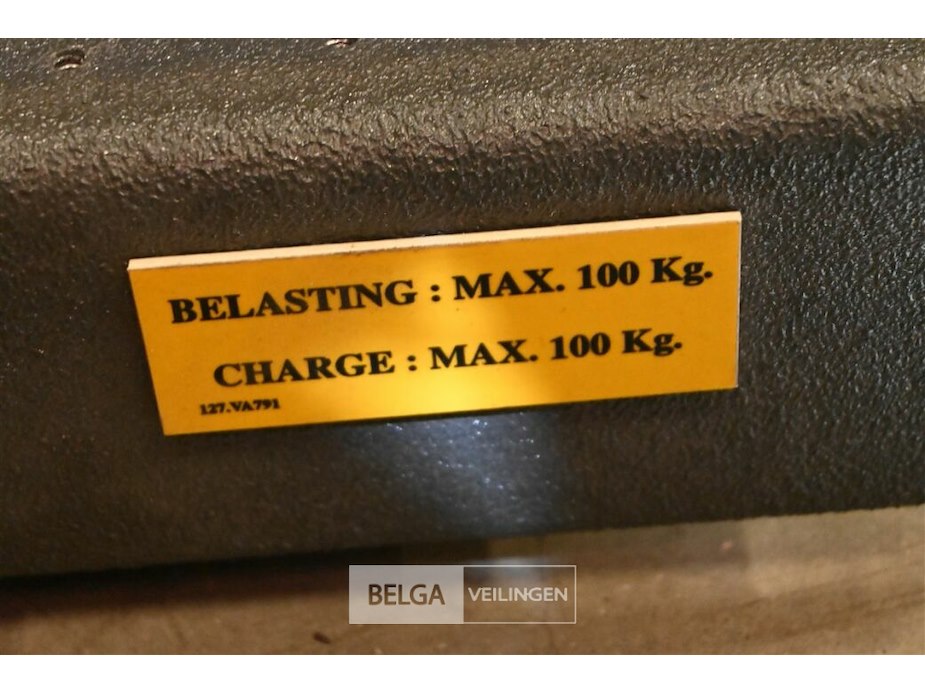 BELASTING : MAX. 100 Kg.
CHARGE : MAX. 100 Kg.
127.VA791
BELGA VEILINGEN